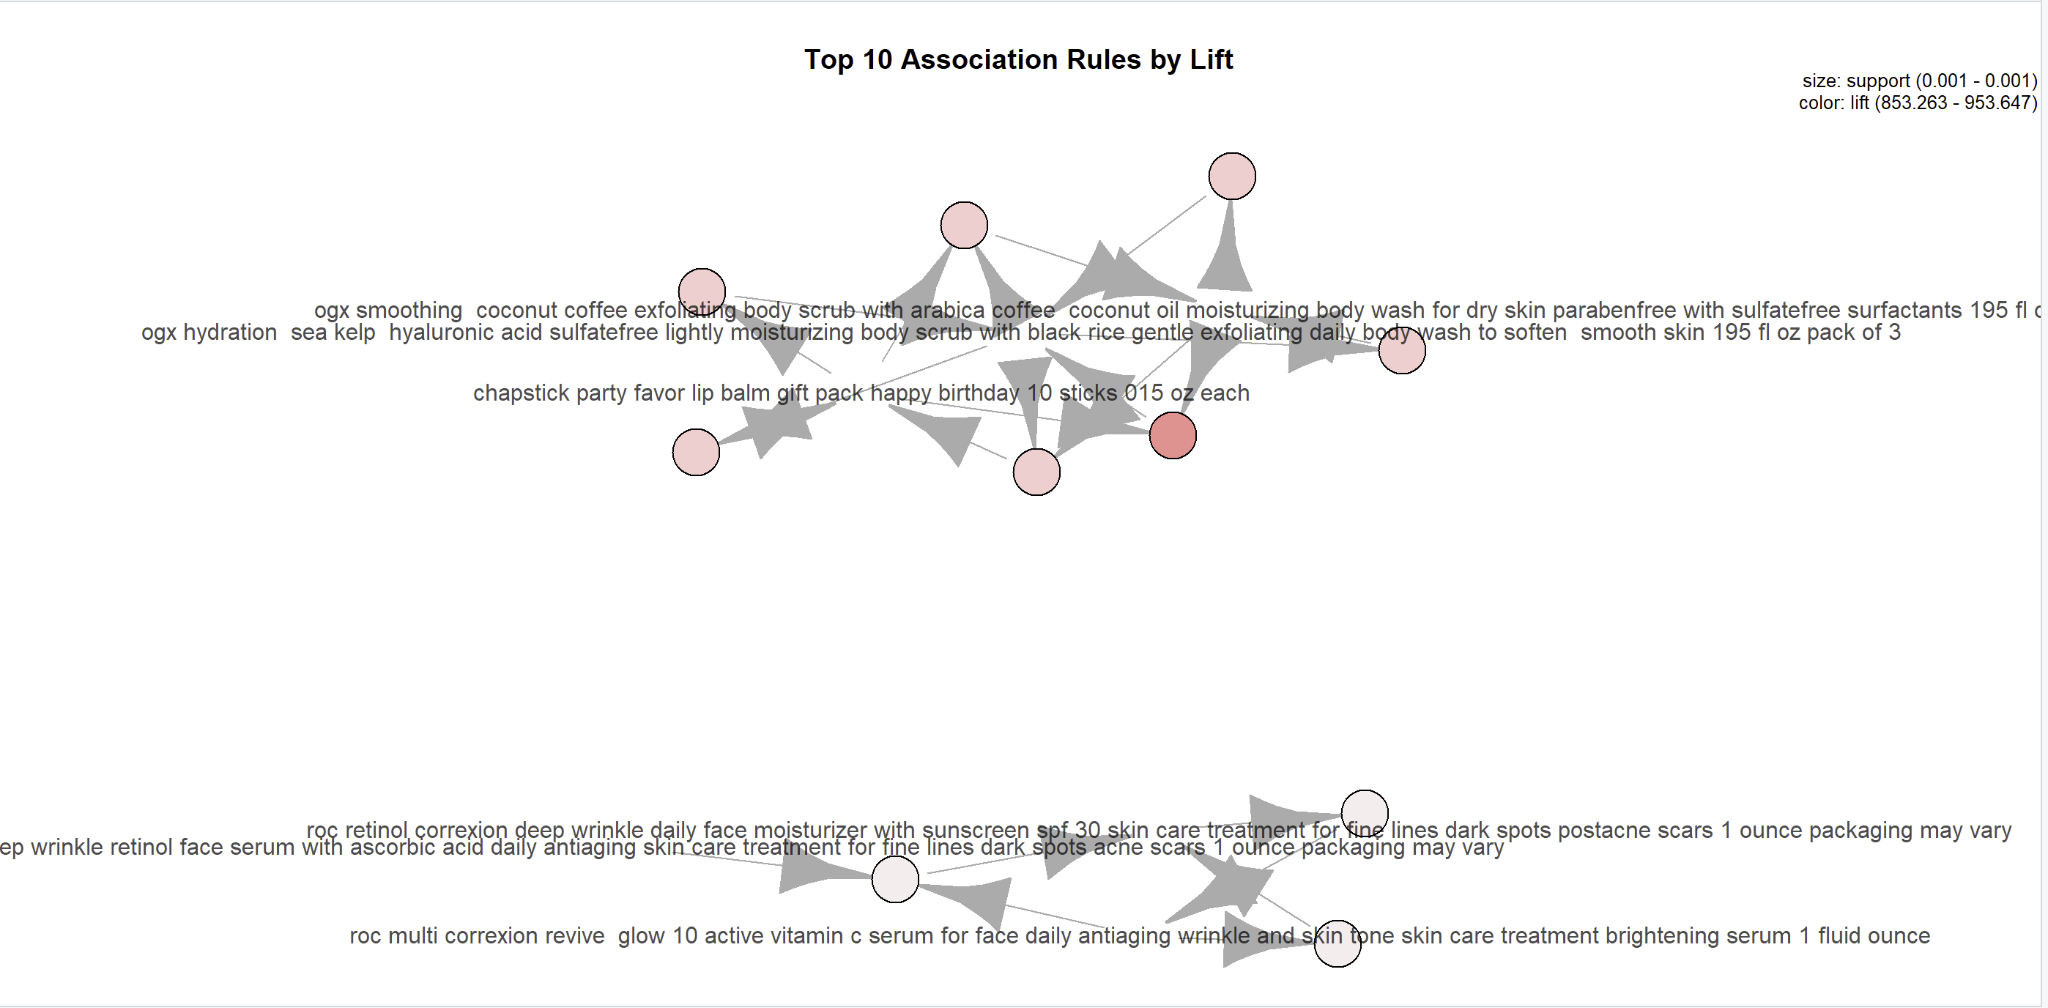 Top 10 Association Rules by Lift
size: support (0.001 - 0.001)
color: lift (853.263 - 953.647)
ogx smoothing  coconut coffee exfoliating body scrub with arabica coffee  coconut oil moisturizing body wash for dry skin parabenfree with sulfatefree surfactants 195 fl
ogx hydration  sea kelp  hyaluronic acid sulfatefree lightly moisturizing body scrub with black rice gentle exfoliating daily body wash to soften  smooth skin 195 fl oz pack of 3
chapstick party favor lip balm gift pack happy birthday 10 sticks 015 oz each
roc retinol correxion deep wrinkle daily face moisturizer with sunscreen spf 30 skin care treatment for fine lines dark spots postacne scars 1 ounce packaging may vary
ep wrinkle retinol face serum with ascorbic acid daily antiaging skin care treatment for fine lines dark spots acne scars 1 ounce packaging may vary
roc multi correxion revive  glow 10 active vitamin c serum for face daily antiaging wrinkle and skin tone skin care treatment brightening serum 1 fluid ounce